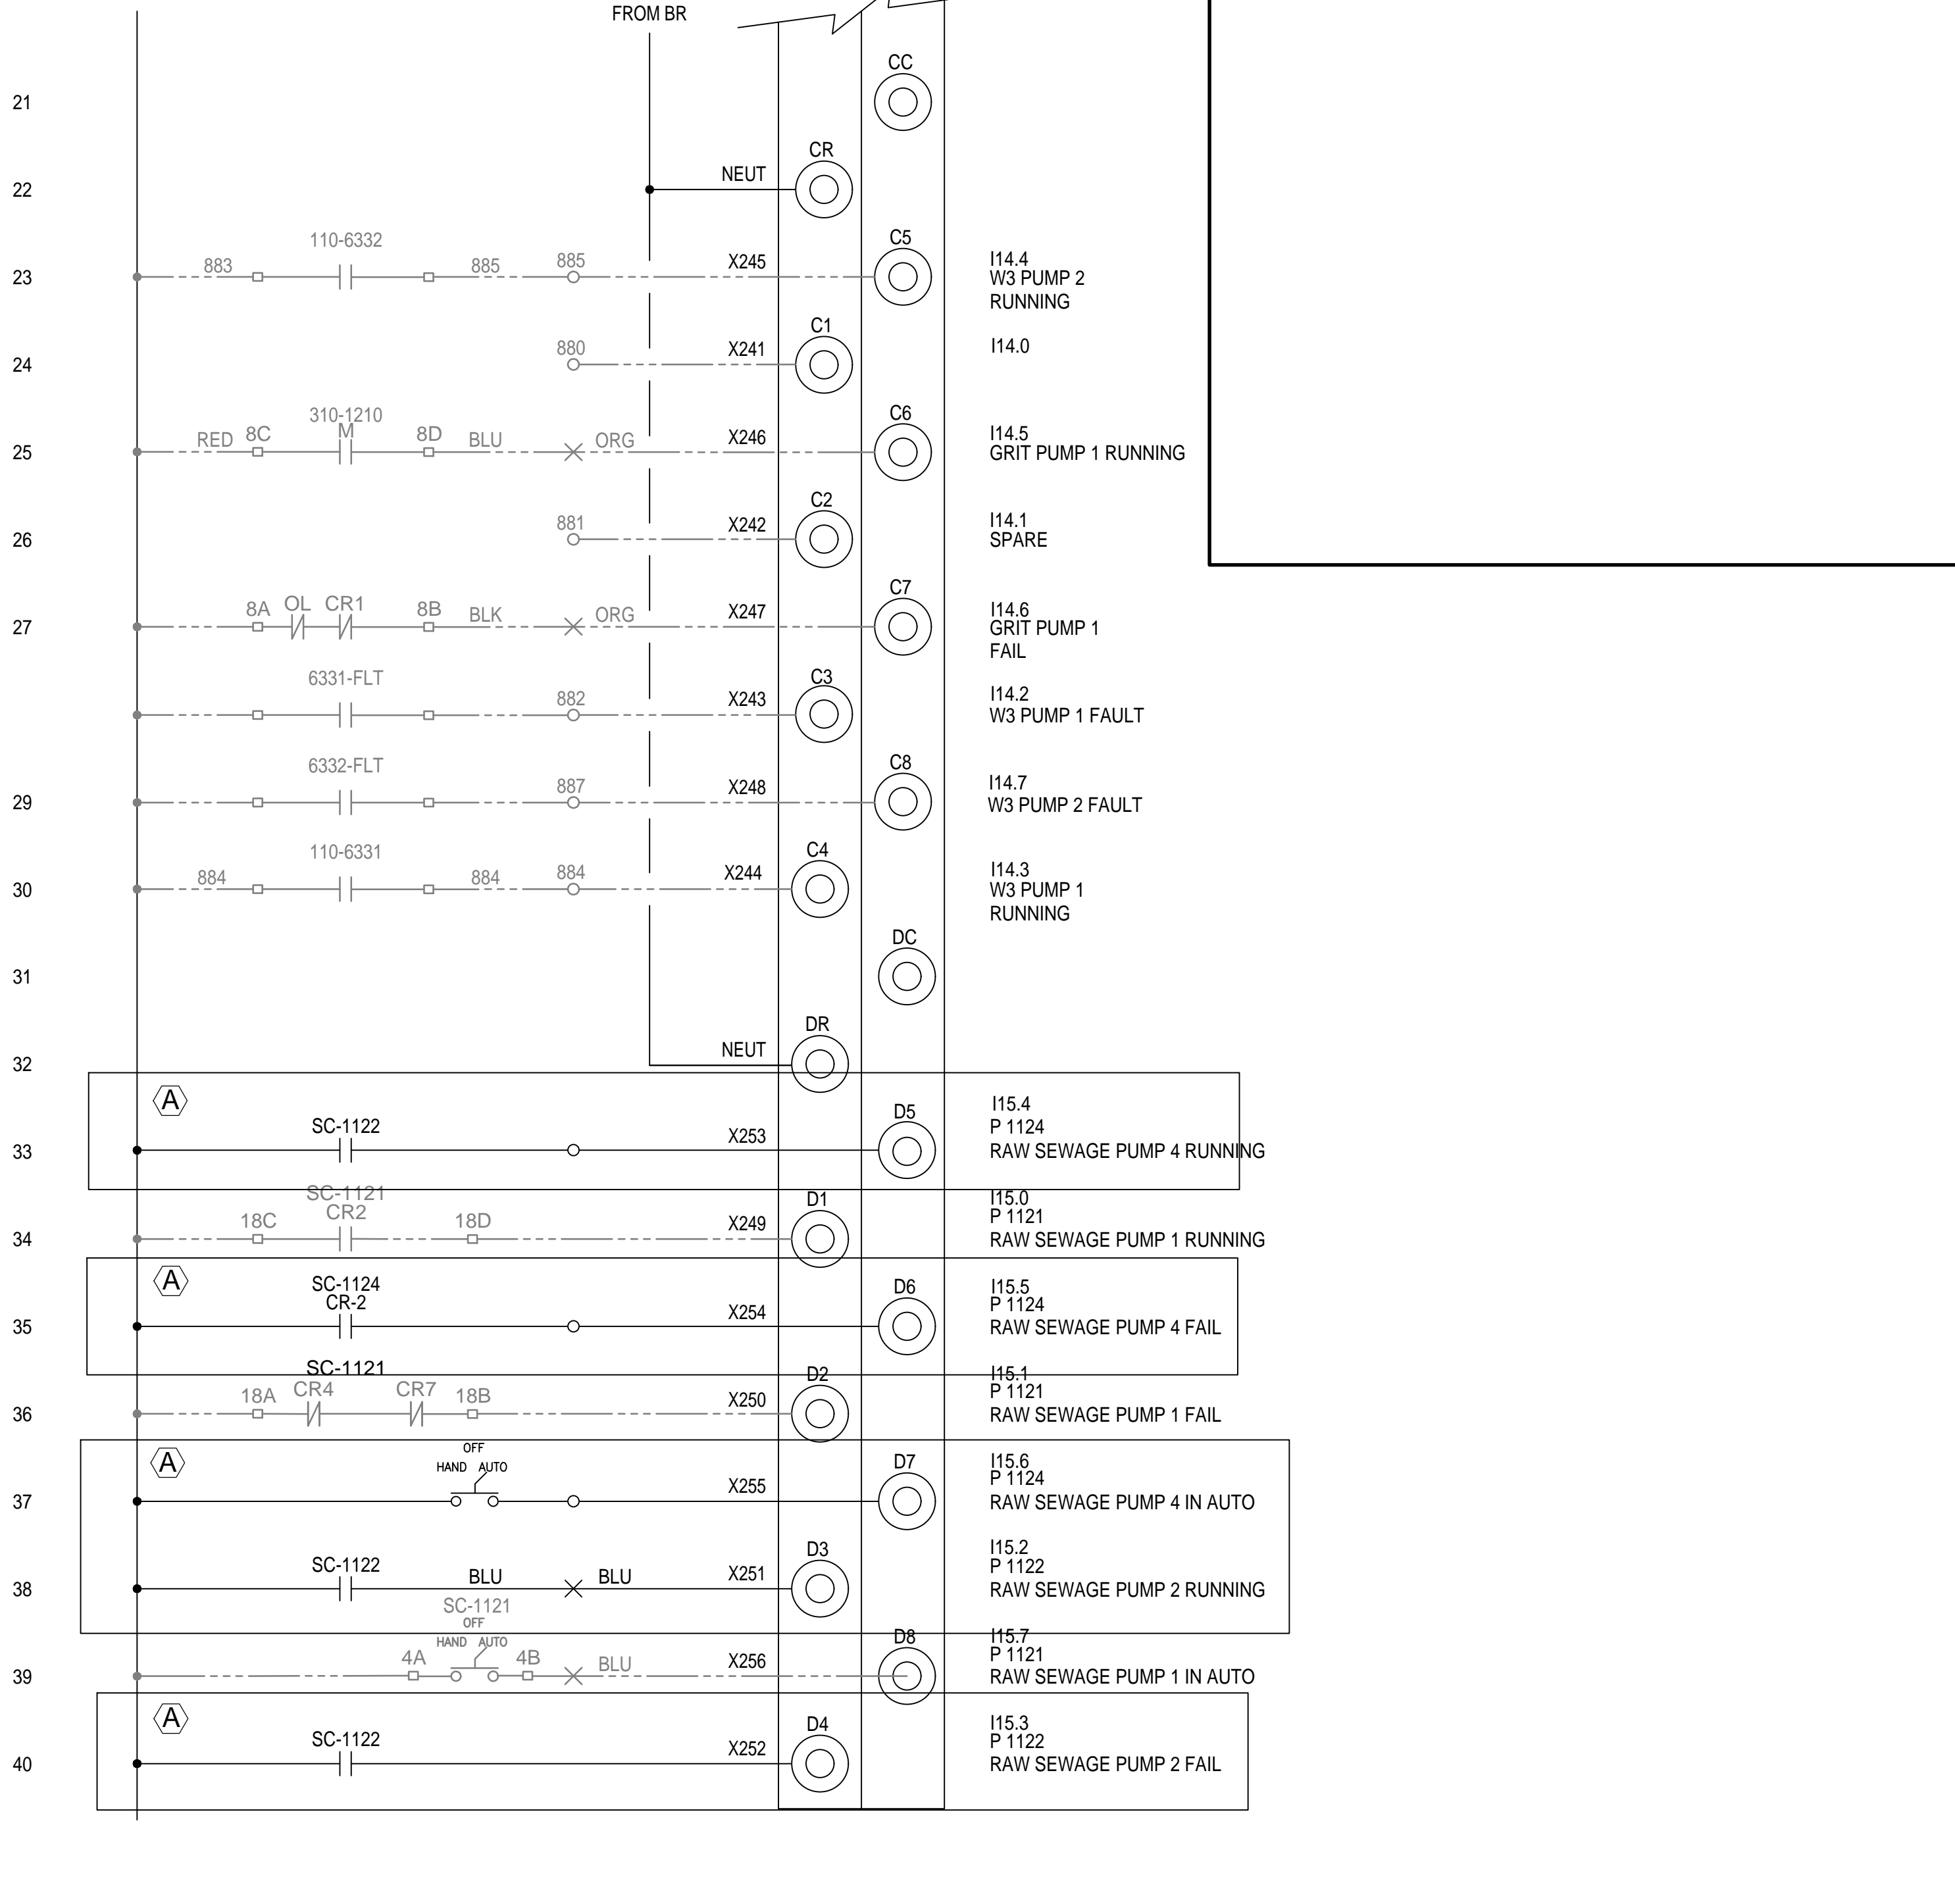 FROM BR
CC
21
CR
NEUT
22
110-6332
C5
883
885
885
X245
I14.4
23
W3 PUMP 2
RUNNING
C1
880
X241
I14.0
24
310-1210
M
C6
RED
8C
8D
BLU
ORG
X246
I14.5
25
GRIT PUMP 1 RUNNING
C2
881
X242
I14.1
26
SPARE
C7
8A
OL
CR1
8B
BLK
ORG
X247
I14.6
27
GRIT PUMP 1
FAIL
6331-FLT
C3
882
X243
I14.2
W3 PUMP 1 FAULT
6332-FLT
C8
887
X248
I14.7
29
W3 PUMP 2 FAULT
110-6331
C4
884
884
884
X244
I14.3
30
W3 PUMP 1
RUNNING
DC
31
DR
NEUT
32
A
SC-1122
D5
X253
I15.4
P 1124
33
RAW SEWAGE PUMP 4 RUNNING
SC-1121
CR2
D1
18C
18D
X249
I15.0
P 1121
34
RAW SEWAGE PUMP 1 RUNNING
A
SC-1124
CR-2
D6
X254
I15.5
P 1124
35
RAW SEWAGE PUMP 4 FAIL
SC-1121
D2
18A
CR4
CR7
18B
X250
I15.1
P 1121
36
RAW SEWAGE PUMP 1 FAIL
A
OFF
HAND AUTO
D7
X255
I15.6
P 1124
37
RAW SEWAGE PUMP 4 IN AUTO
SC-1122
D3
BLU
BLU
X251
I15.2
P 1122
38
RAW SEWAGE PUMP 2 RUNNING
SC-1121
OFF
HAND AUTO
D8
4A
4B
BLU
X256
I15.7
P 1121
39
RAW SEWAGE PUMP 1 IN AUTO
A
SC-1122
D4
X252
I15.3
P 1122
40
RAW SEWAGE PUMP 2 FAIL